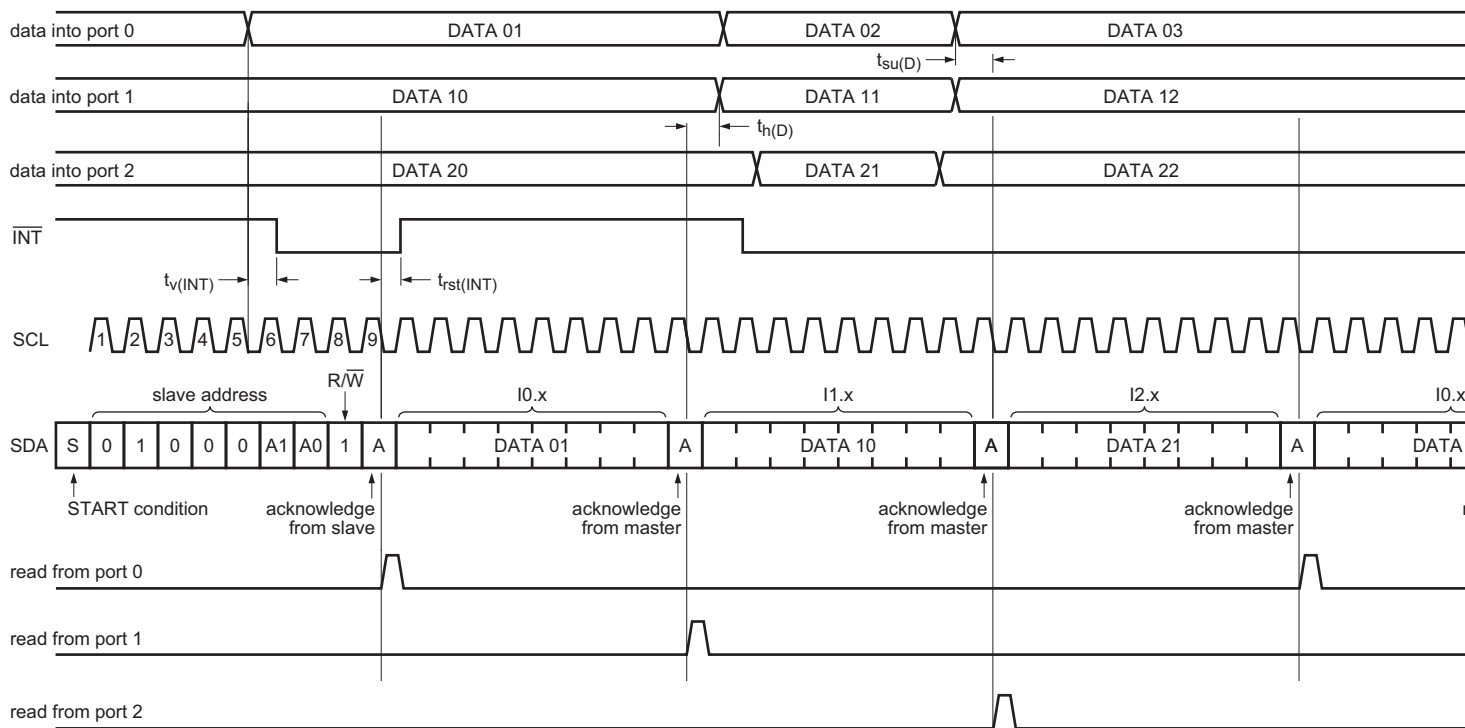 data into port 0 DATA 01 DATA 02 DATA 03
tsu(D)
data into port 1 DATA 10 DATA 11 DATA 12
th(D)
data into port 2 DATA 20 DATA 21 DATA 22
INT
tv(INT) trst(INT)
SCL 1 2 3 4 5 6 7 8 9
R/W
slave address I0.x I1.x I2.x I0.x
SDA S 0 1 0 0 0 A1 A0 1 A DATA 01 A DATA 10 A DATA 21 A DATA
START condition acknowledge from slave acknowledge from master acknowledge from master acknowledge from master
read from port 0
read from port 1
read from port 2